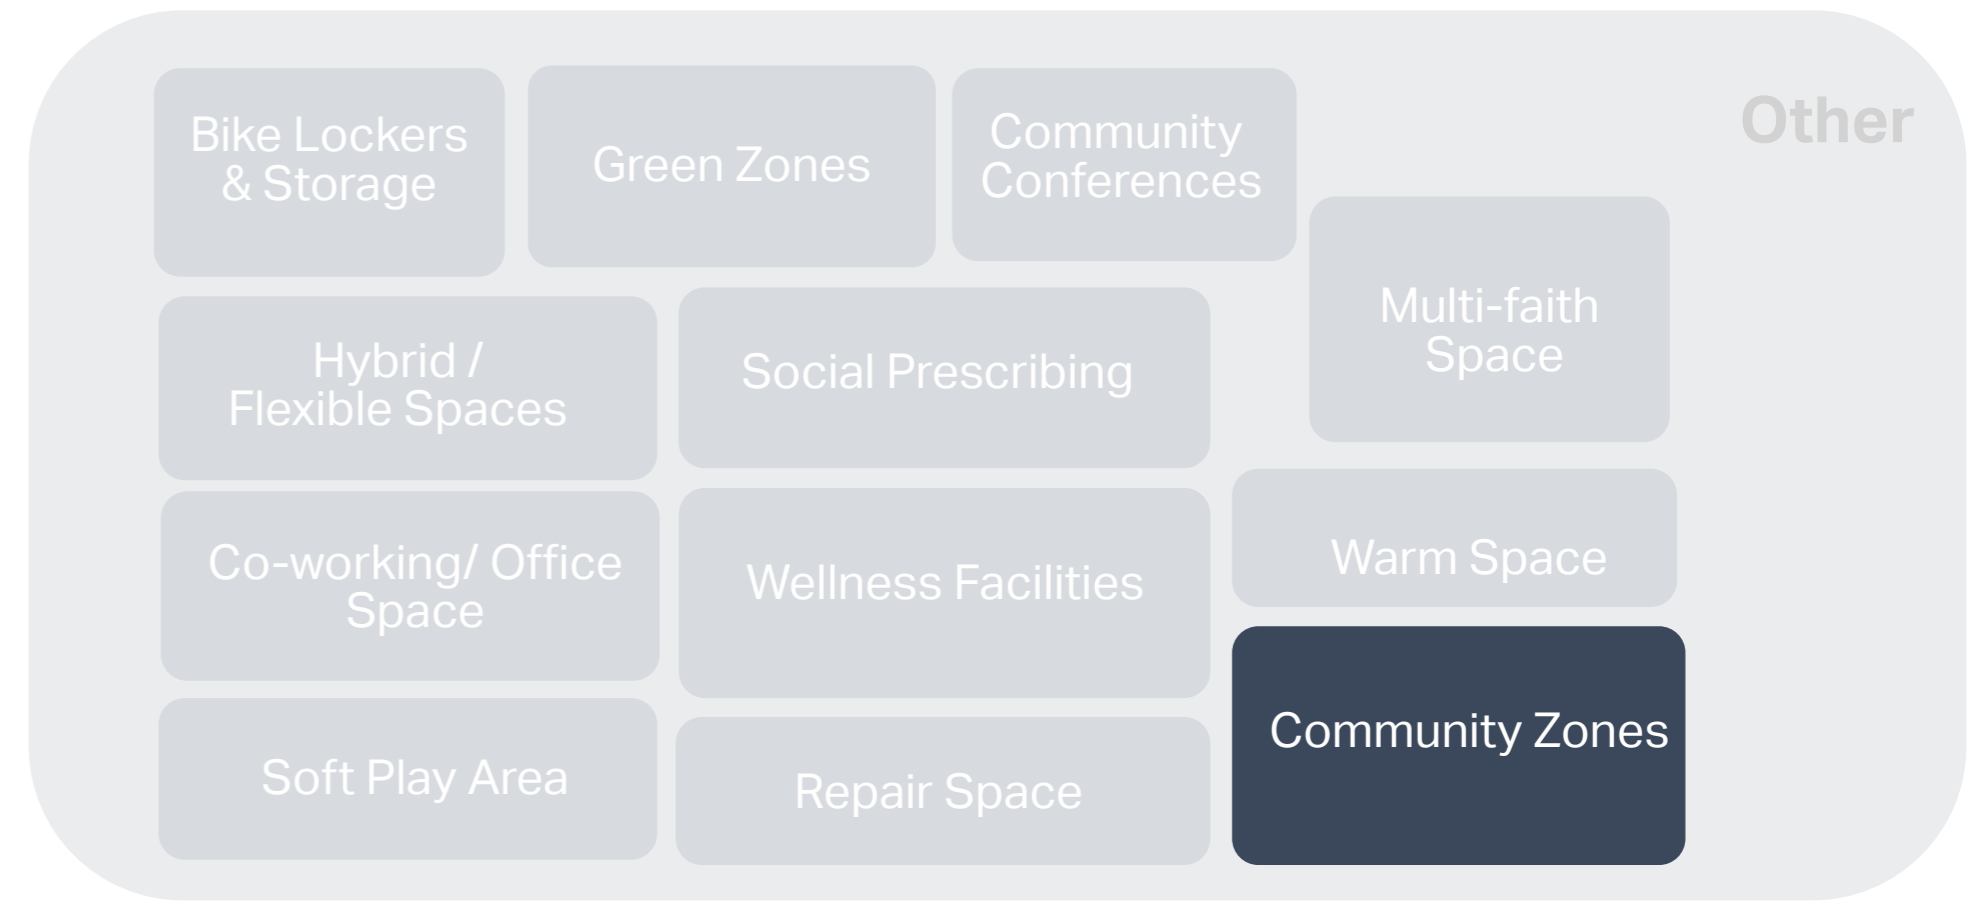 Other
Bike Lockers
& Storage
Green Zones
Community
Conferences
Multi-faith
Space
Hybrid /
Flexible Spaces
Social Prescribing
Co-working/ Office
Space
Wellness Facilities
Warm Space
Community Zones
Soft Play Area
Repair Space